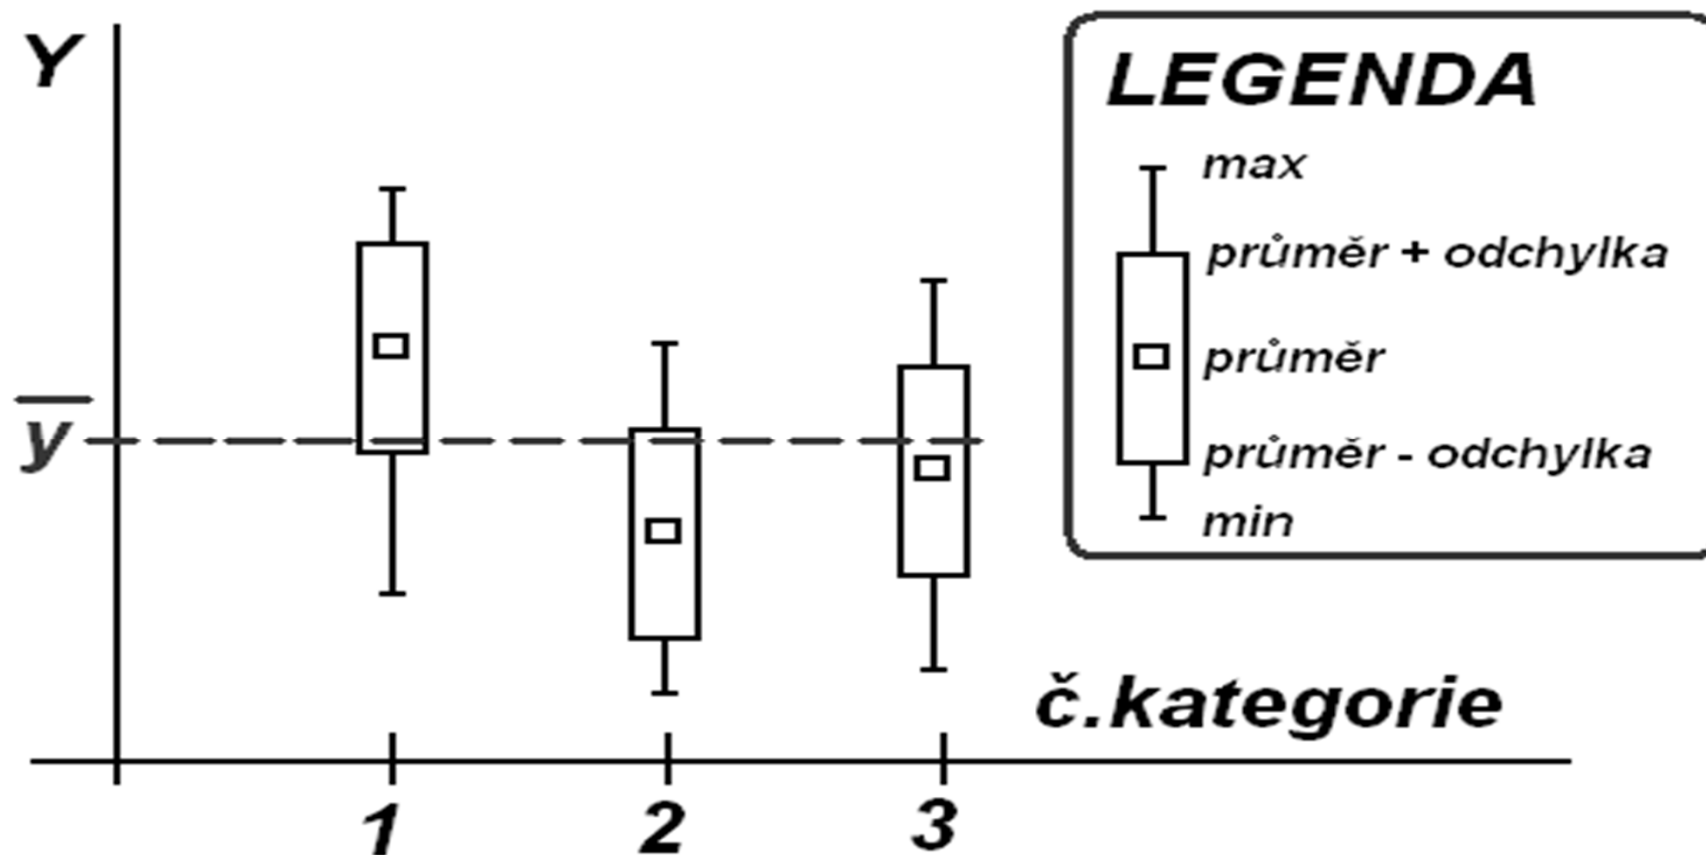 Y
LEGENDA
max
průměr + odchylka
průměr
průměr - odchylka
min
y
č.kategorie
1
2
3